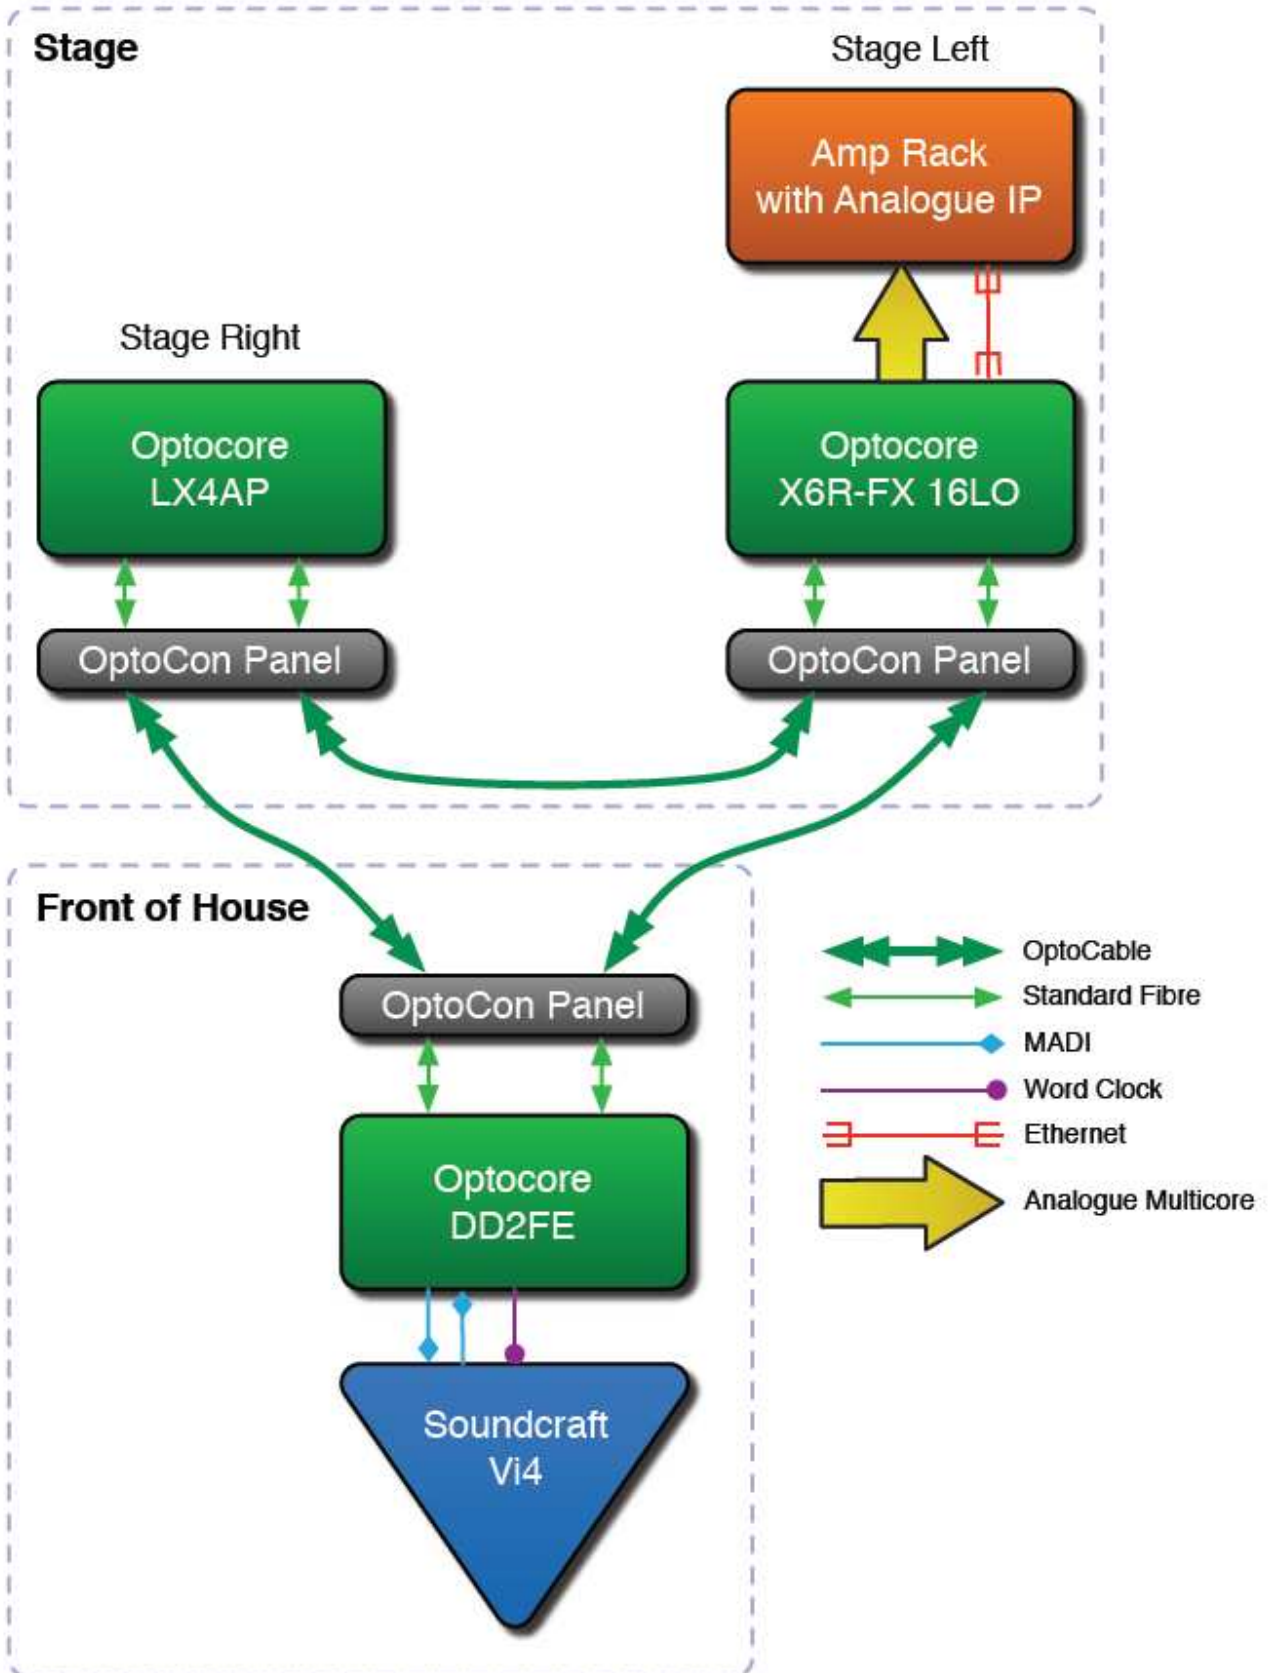 Stage
Stage Left
Amp Rack
with Analogue IP
Stage Right
Optocore
LX4AP
Optocore
X6R-FX 16LO
OptoCon Panel
OptoCon Panel
Front of House
OptoCon Panel
Optocore
DD2FE
Soundcraft
Vi4
OptoCable
Standard Fibre
MADI
Word Clock
Ethernet
Analogue Multicore